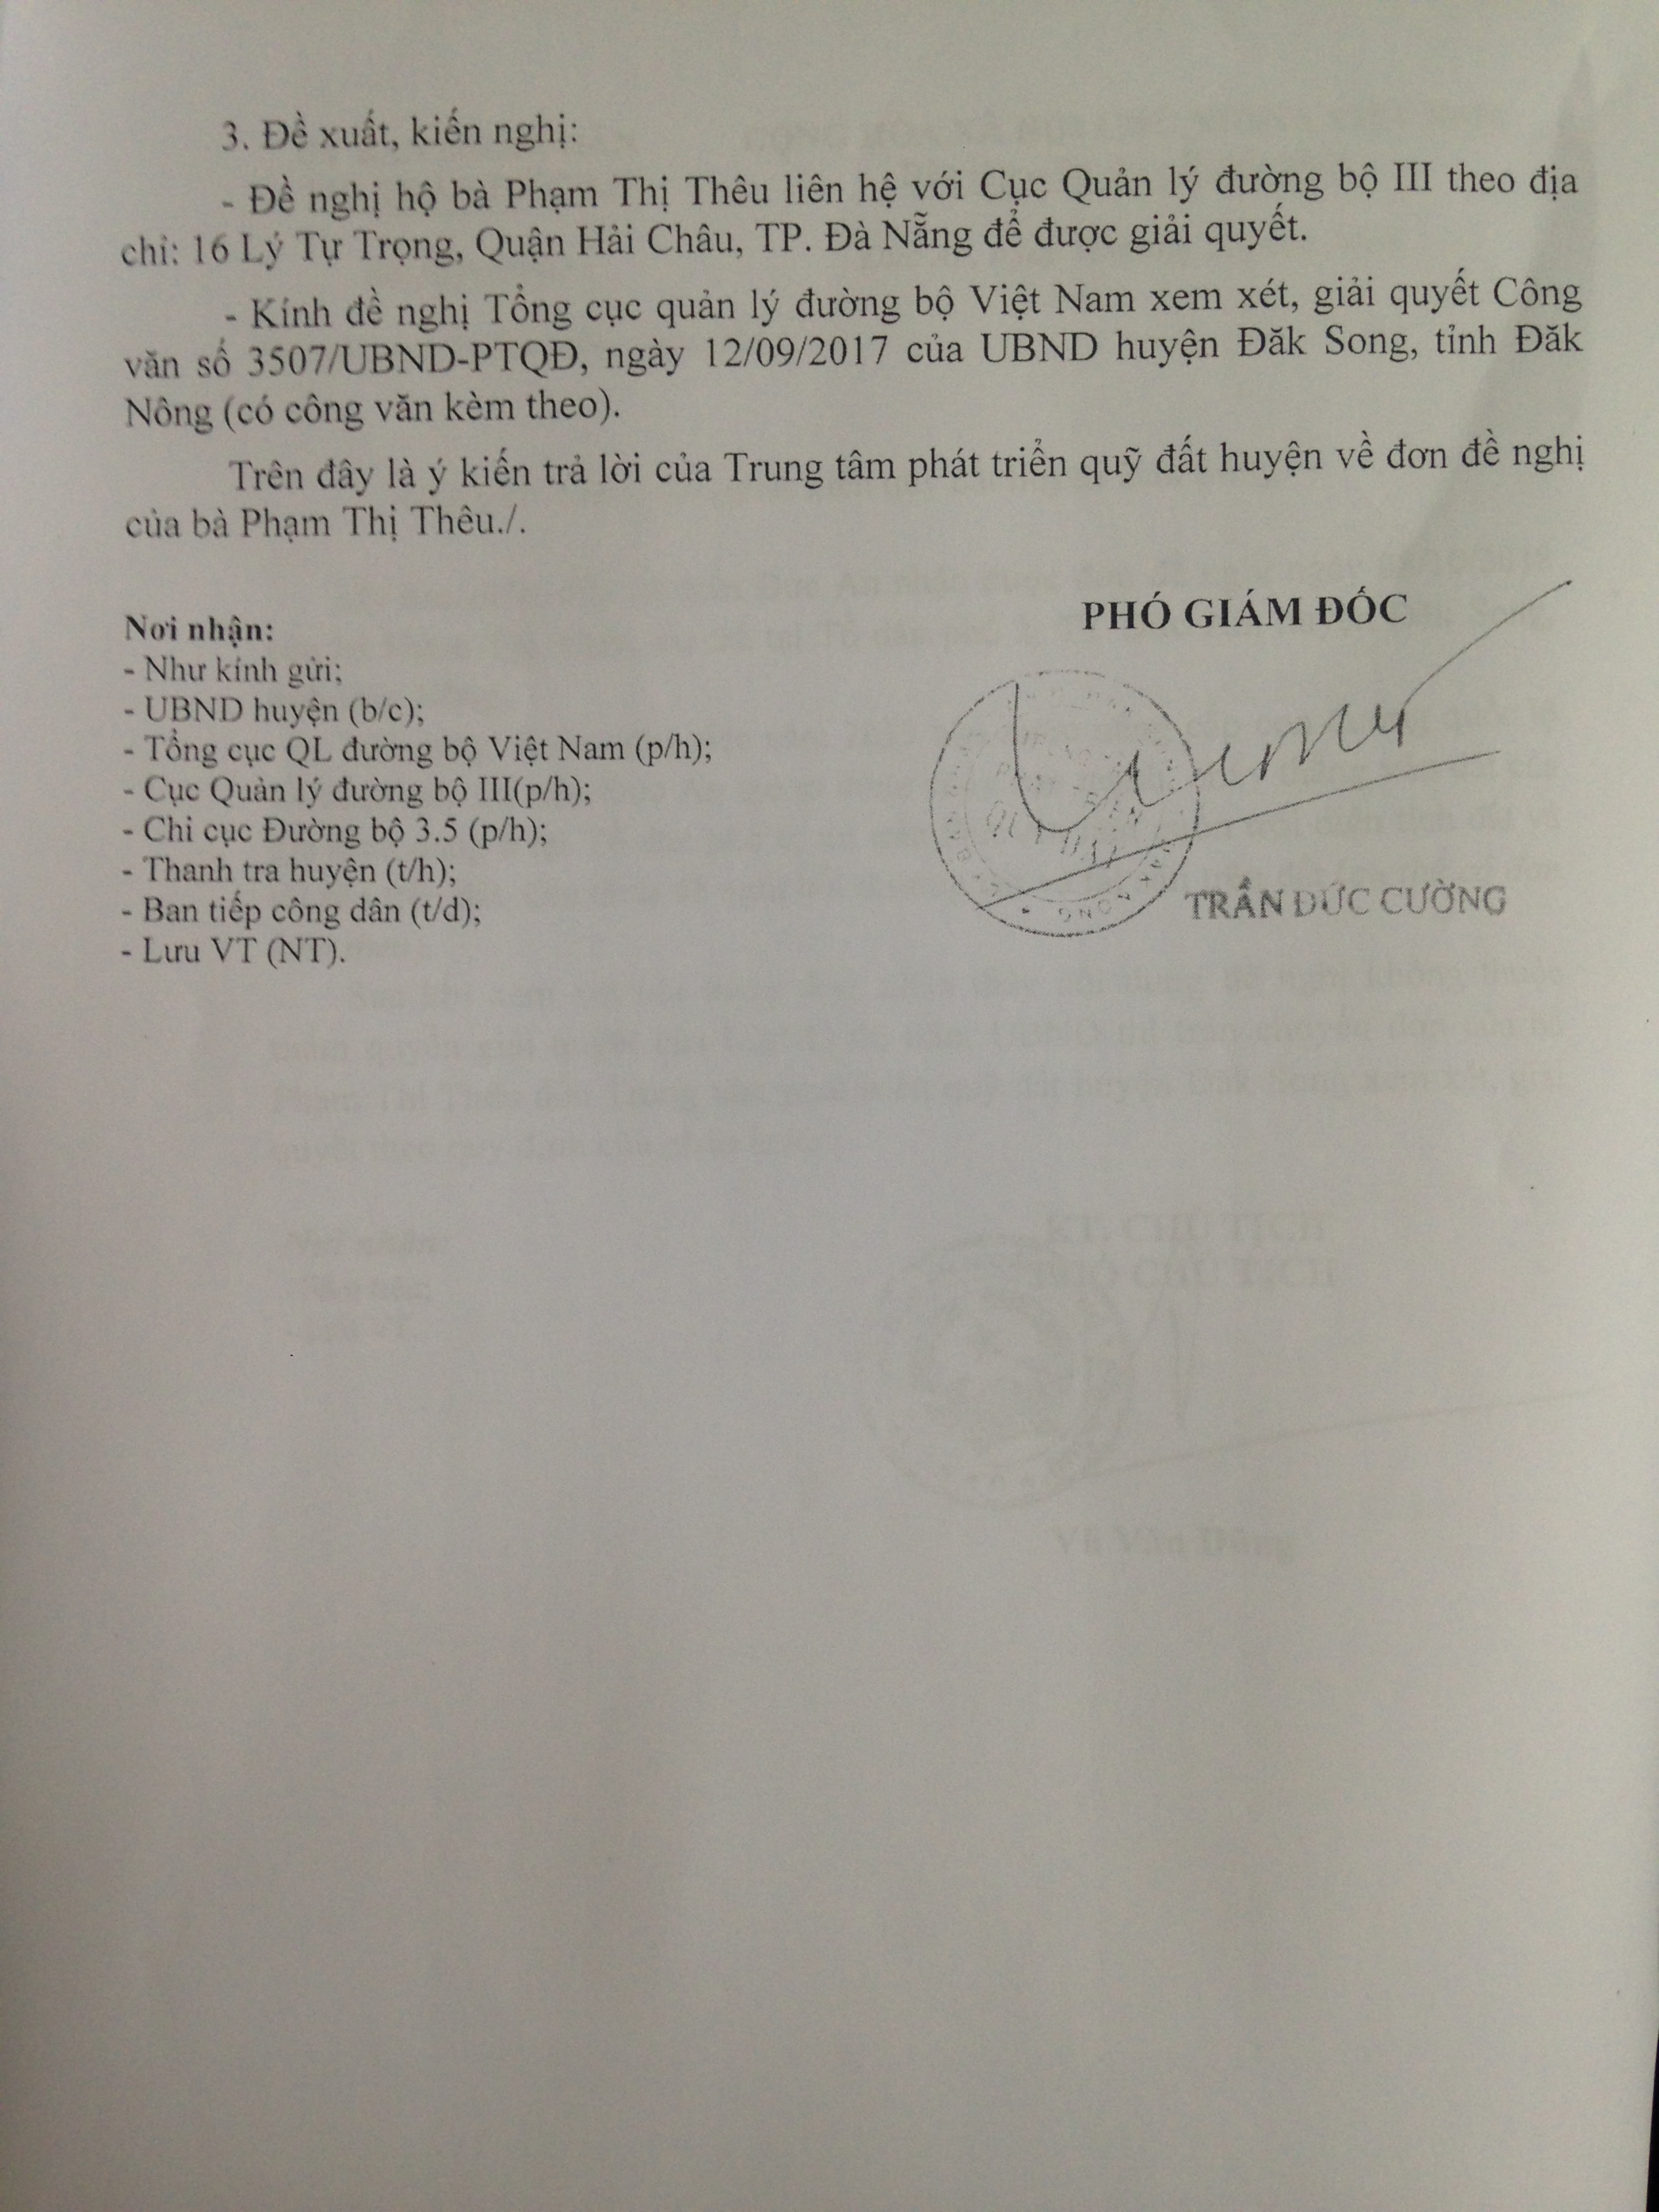 3. Đề xuất, kiến nghị:
- Đề nghị hộ bà Phạm Thị Thêu liên hệ với Cục Quản lý đường bộ III theo địa
chỉ: 16 Lý Tự Trọng, Quận Hải Châu, TP. Đà Nẵng để được giải quyết.
- Kính đề nghị Tổng cục quản lý đường bộ Việt Nam xem xét, giải quyết Công
văn số 3507/UBND-PTQĐ, ngày 12/09/2017 của UBND huyện Đăk Song, tỉnh Đăk
Nông (có công văn kèm theo).
Trên đây là ý kiến trả lời của Trung tâm phát triển quỹ đất huyện về đơn đề nghị
của bà Phạm Thị Thêu./.
PHÓ GIÁM ĐỐC
Nơi nhận:
- Như kính gửi;
- UBND huyện (b/c);
- Tổng cục QL đường bộ Việt Nam (p/h);
- Cục Quản lý đường bộ III(p/h);
- Chi cục Đường bộ 3.5 (p/h);
- Thanh tra huyện (t/h);
- Ban tiếp công dân (t/d);
- Lưu VT (NT).
TRẦN ĐỨC CƯỜNG
KT. CHỦ TỊCH
PHÓ CHỦ TỊCH